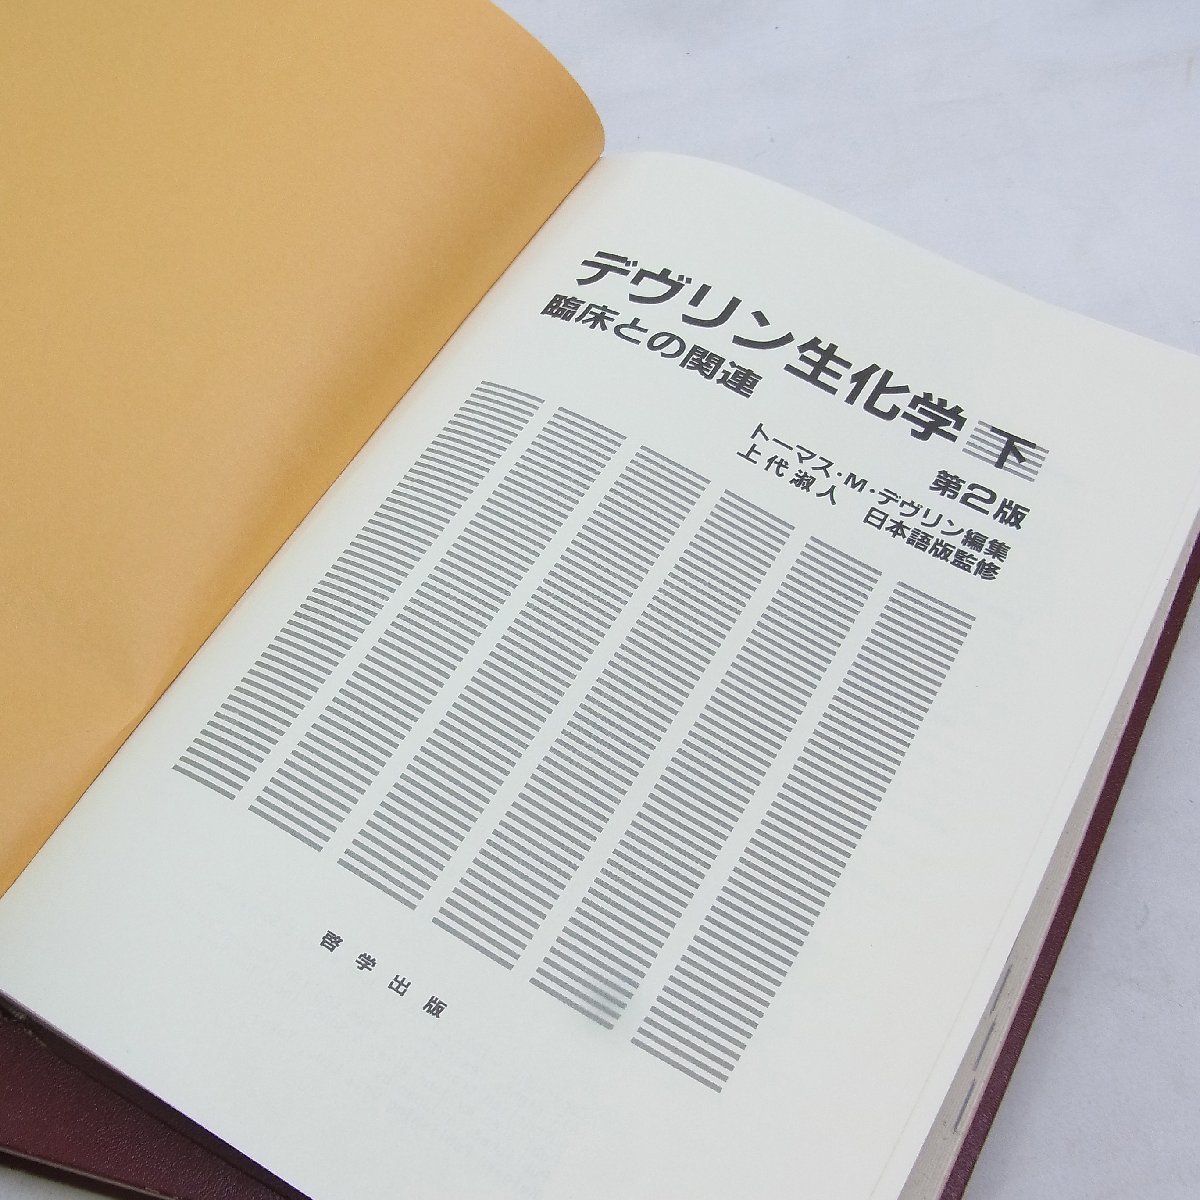 デヴリン生化学 下
臨床との関連
第2版
トーマス・M・デヴリン編集
上代淑人 日本語版監修
啓学出版